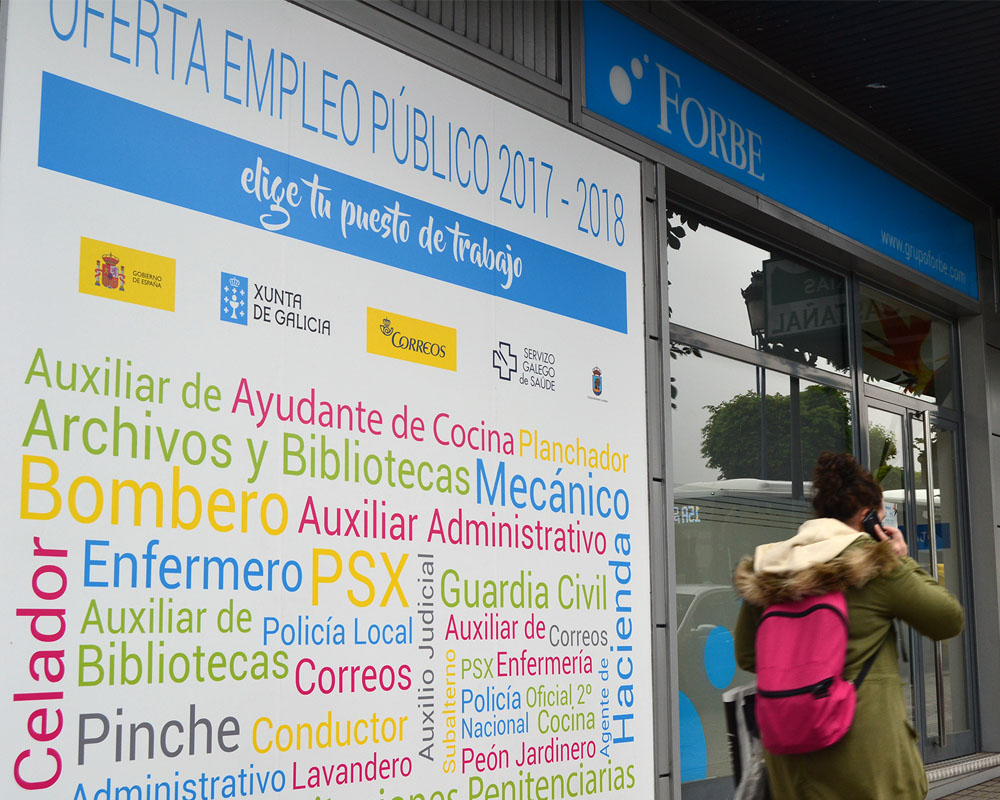 OFERTA EMPLEO PÚBLICO 2017 - 2018
elige tu puesto de trabajo
GOBIERNO
DE ESPAÑA
XUNTA
DE GALICIA
CORREOS
SERVIZO
GALEGO
de SAÚDE
Auxiliar de
Archivos y Bibliotecas
Ayudante de Cocina
Planchador
Bombero
Mecánico
Auxiliar Administrativo
Celador
Enfermero
PSX
Auxilio Judicial
Guardia Civil
Agente de
Hacienda
Auxiliar de
Bibliotecas
Policía Local
Correos
Auxiliar de
Enfermería
Correos
Subalterno
PSX
Policía
Nacional
Oficial 2º
Cocina
Pinche
Conductor
Peón Jardinero
Administrativo
Lavandero
Penitenciarias
FORBE
www.grupoforbe.com